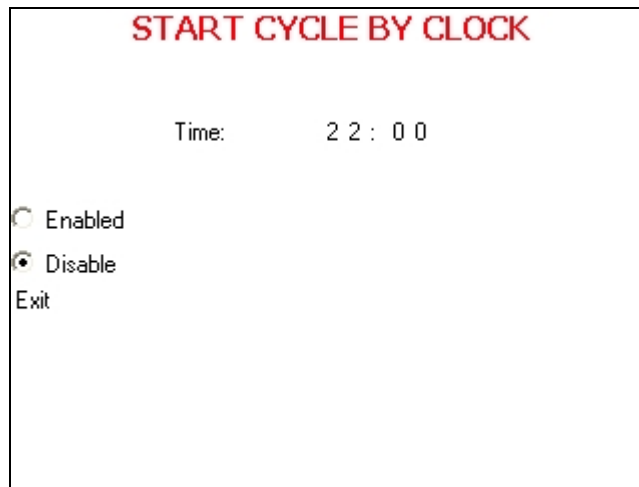 START CYCLE BY CLOCK
Time: 22:00
Enabled
Disable
Exit